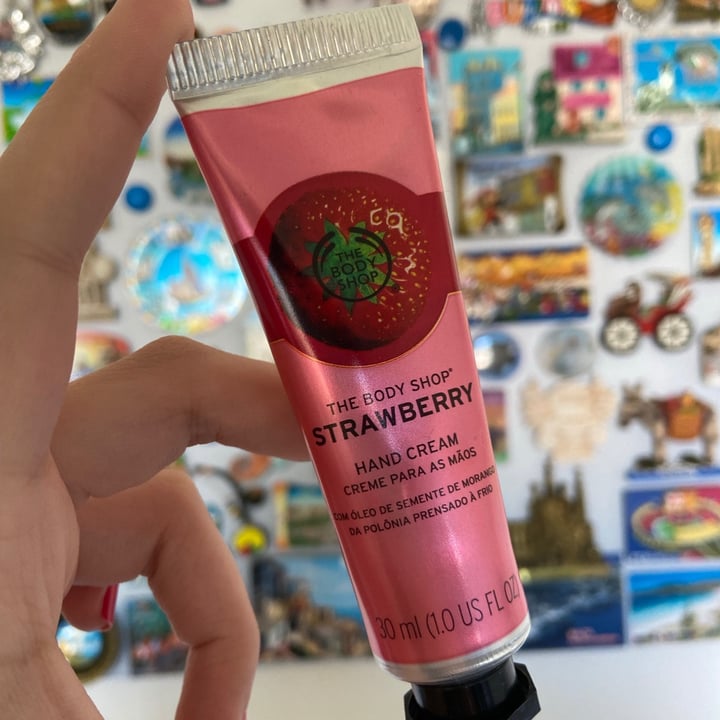 THE
BODY
SHOP
THE BODY SHOP®
STRAWBERRY
HAND CREAM
CREME PARA AS MÃOS
COM ÓLEO DE SEMENTE DE MORANGO
DA POLÔNIA PRENSADO À FRIO
30 ml (1.0 US FL OZ)